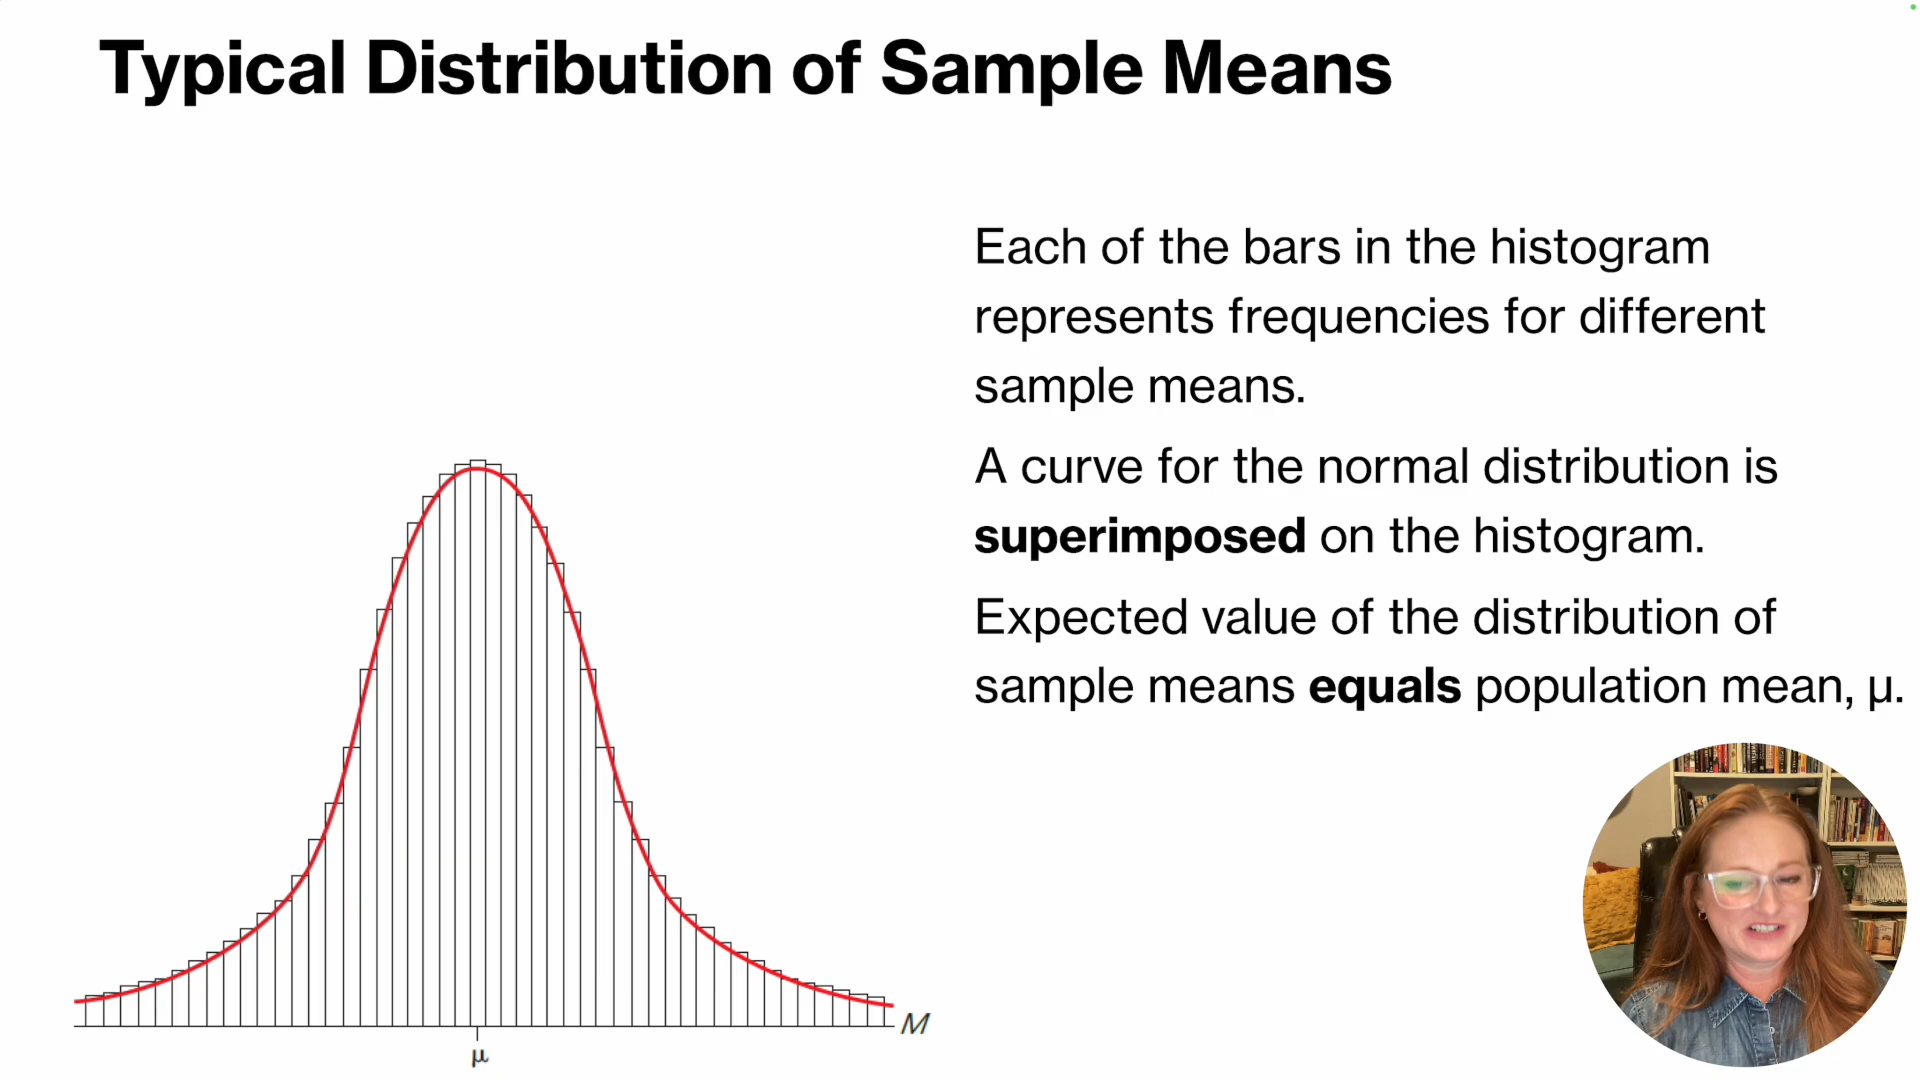 Typical Distribution of Sample Means
Each of the bars in the histogram
represents frequencies for different
sample means.
A curve for the normal distribution is
superimposed on the histogram.
Expected value of the distribution of
sample means equals population mean, μ.
M
μ